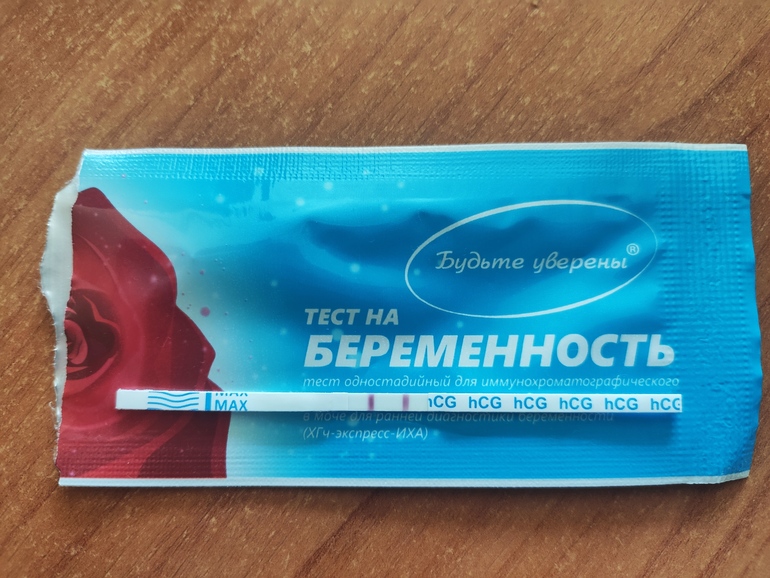 Будьте уверены®
ТЕСТ НА
БЕРЕМЕННОСТЬ
тест одностадийный для иммунохроматографического
MAX
MAX hCG hCG hCG hCG hCG hCG
в моче для ранней диагностики беременности
(ХГч-экспресс-ИХА)